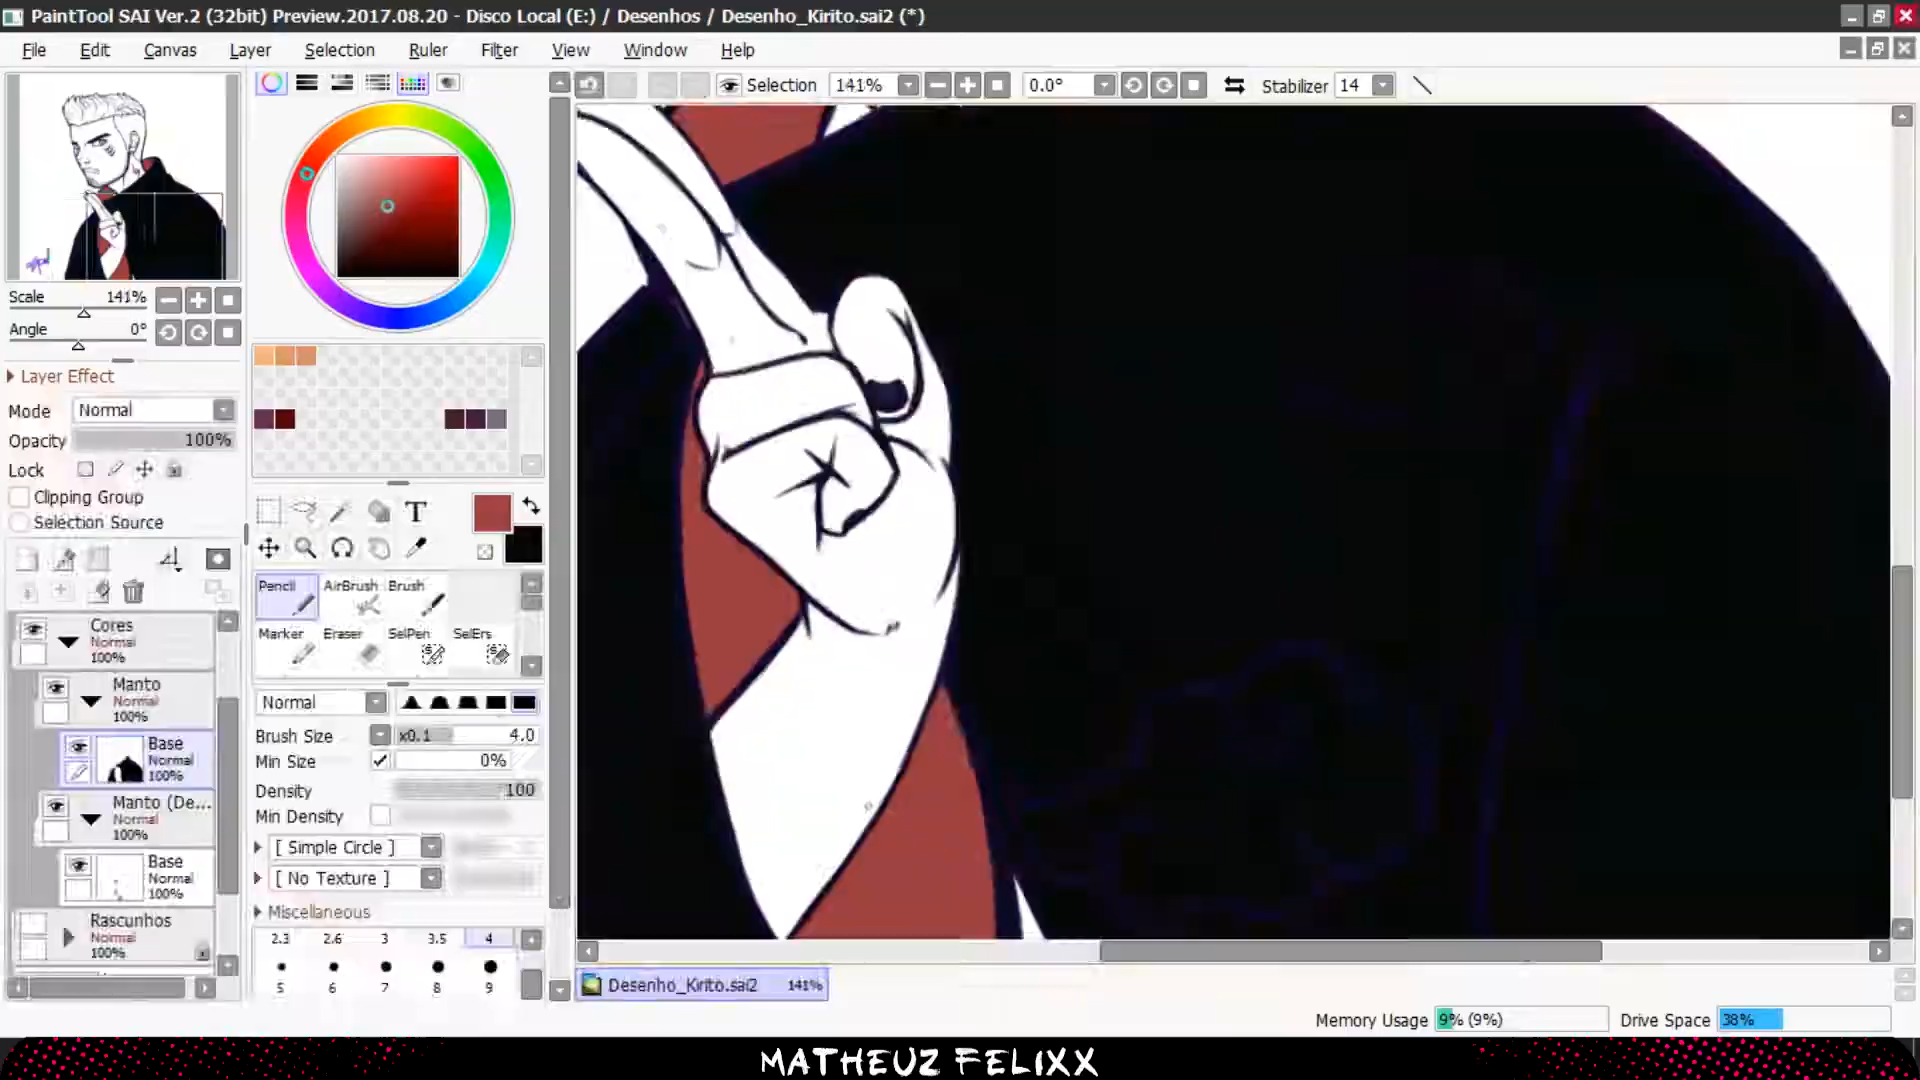 PaintTool SAI Ver.2 (32bit) Preview.2017.08.20 - Disco Local (E:) / Desenhos / Desenho_Kirito.sai2 (*)
File Edit Canvas Layer Selection Ruler Filter View Window Help
Selection 141% 0.0° Stabilizer 14
Scale 141%
Angle 0°
Layer Effect
Mode Normal
Opacity 100%
Lock
Clipping Group
Selection Source
Cores
Normal
100%
Manto
Normal
100%
Base
Normal
100%
Manto (De...
Normal
100%
Base
Normal
100%
Rascunhos
Normal
100%
T
Pencil AirBrush Brush
Marker Eraser SelPen SelErs
Normal
Brush Size x0.1 4.0
Min Size 0%
Density 100
Min Density
[ Simple Circle ]
[ No Texture ]
Miscellaneous
2.3 2.6 3 3.5 4
5 6 7 8 9
Desenho_Kirito.sai2 141%
Memory Usage 9% (9%) Drive Space 38%
MATHEUZ FELIXX